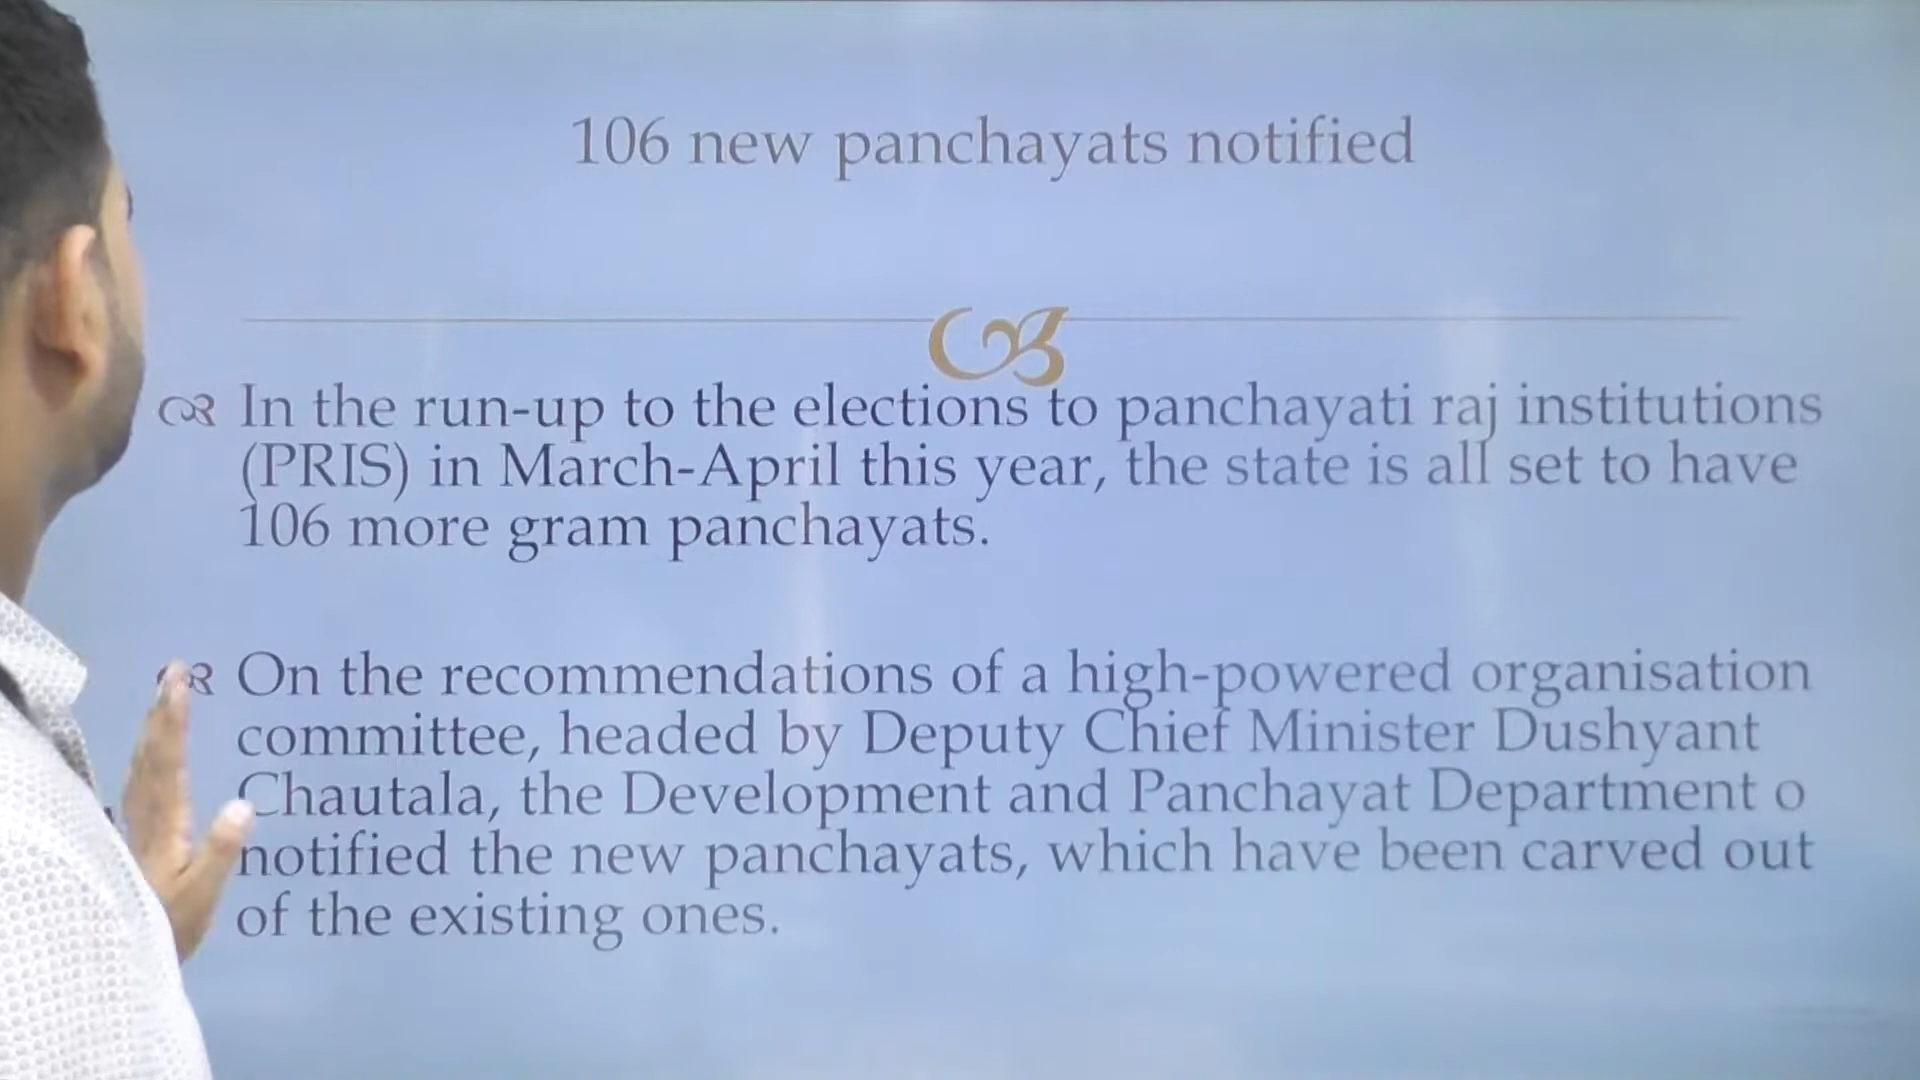 106 new panchayats notified
In the run-up to the elections to panchayati raj institutions
(PRIS) in March-April this year, the state is all set to have
106 more gram panchayats.
On the recommendations of a high-powered organisation
committee, headed by Deputy Chief Minister Dushyant
Chautala, the Development and Panchayat Department o
notified the new panchayats, which have been carved out
of the existing ones.